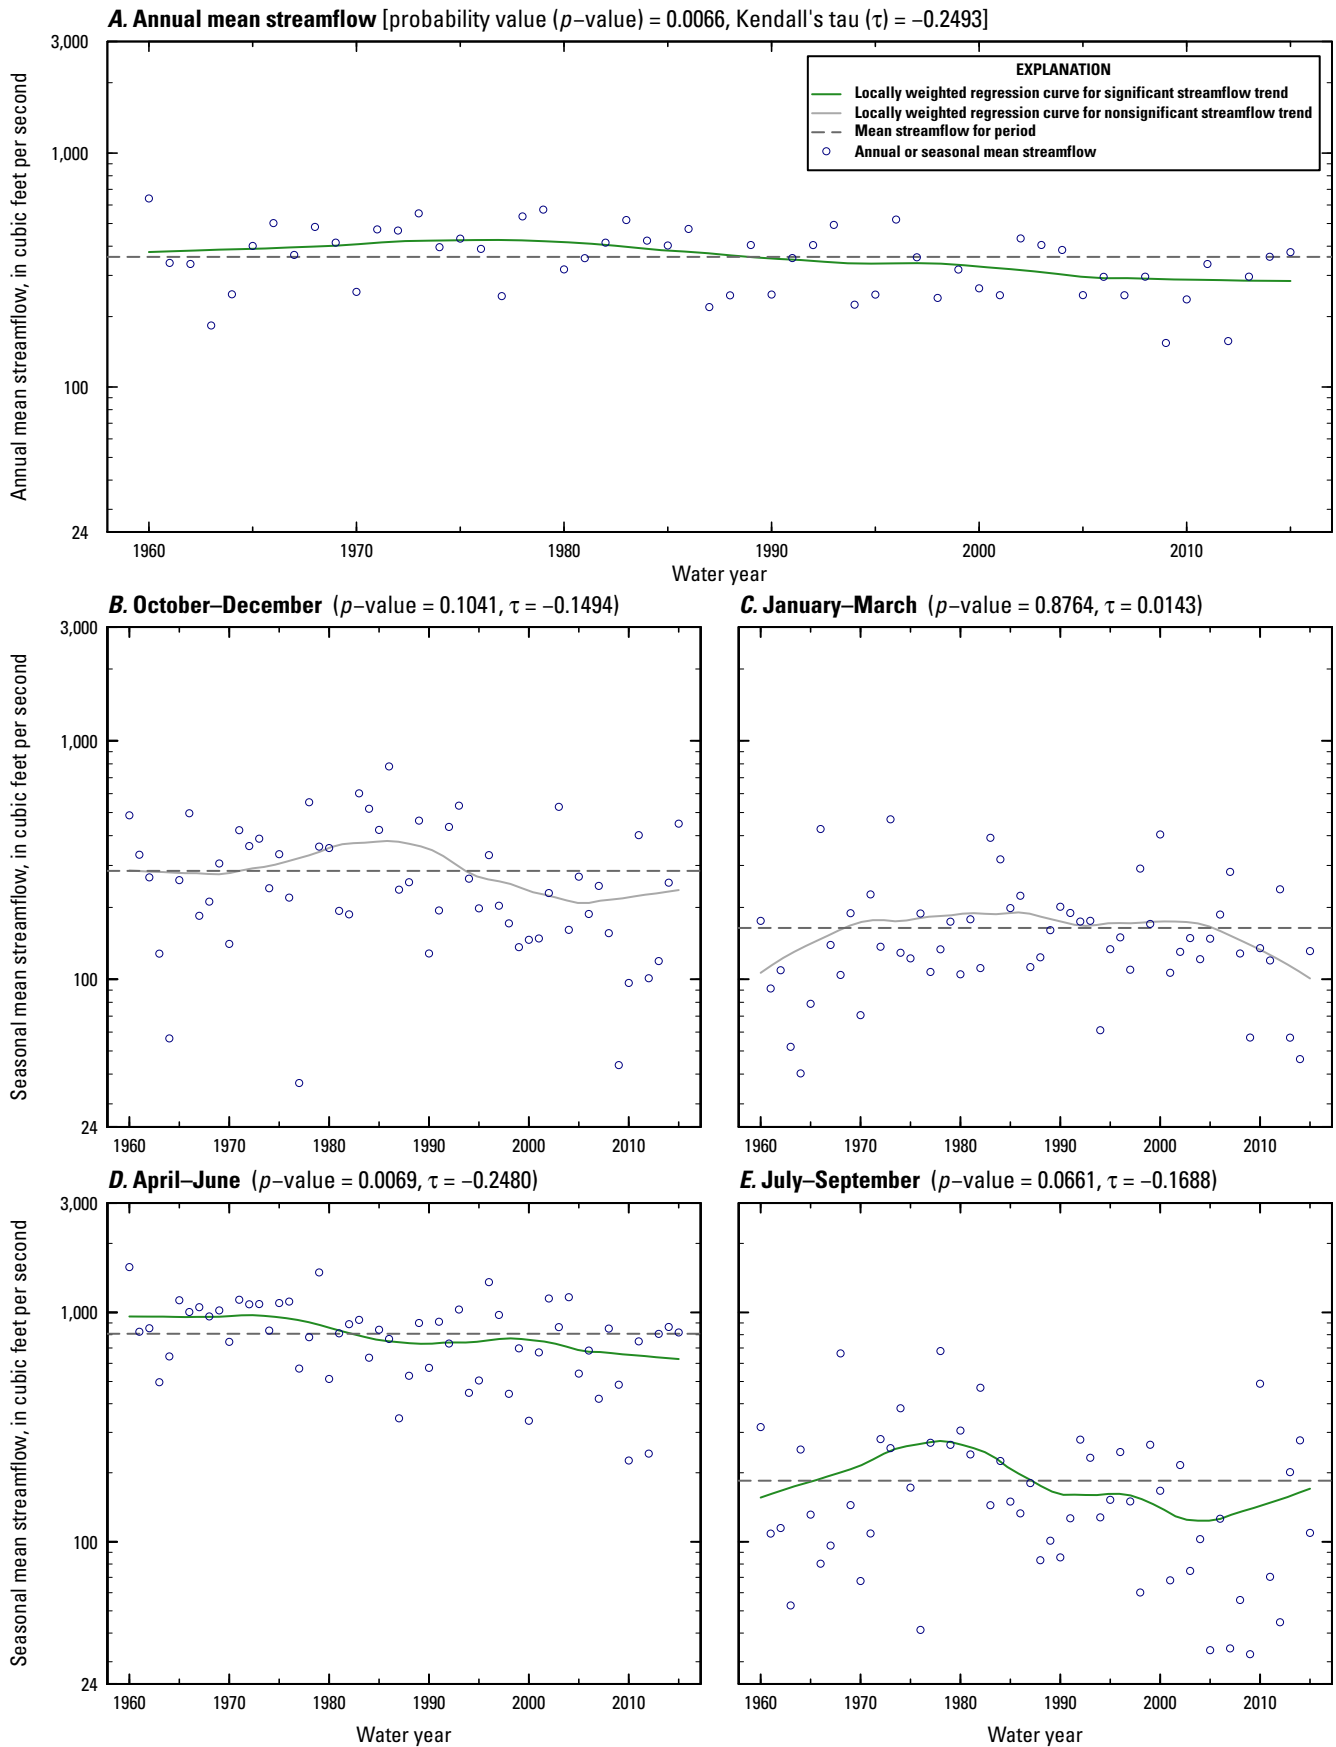 A. Annual mean streamflow [probability value (p−value) = 0.0066, Kendall's tau (τ) = −0.2493]
Annual mean streamflow, in cubic feet per second
3,000
1,000
100
24
EXPLANATION
Locally weighted regression curve for significant streamflow trend
Locally weighted regression curve for nonsignificant streamflow trend
Mean streamflow for period
Annual or seasonal mean streamflow
1960 1970 1980 1990 2000 2010
Water year
B. October–December (p−value = 0.1041, τ = −0.1494)
Seasonal mean streamflow, in cubic feet per second
3,000
1,000
100
24
1960 1970 1980 1990 2000 2010
C. January–March (p−value = 0.8764, τ = 0.0143)
1960 1970 1980 1990 2000 2010
D. April–June (p−value = 0.0069, τ = −0.2480)
Seasonal mean streamflow, in cubic feet per second
3,000
1,000
100
24
1960 1970 1980 1990 2000 2010
Water year
E. July–September (p−value = 0.0661, τ = −0.1688)
1960 1970 1980 1990 2000 2010
Water year